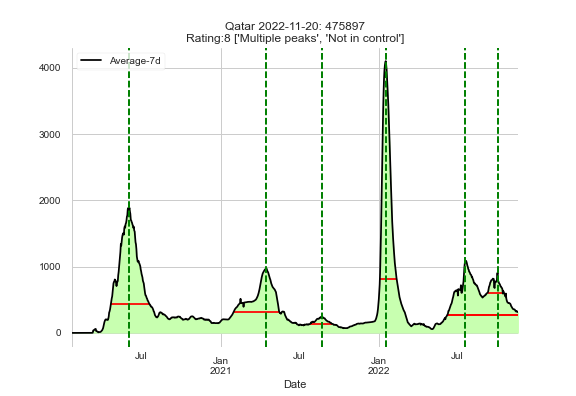 Qatar 2022-11-20: 475897
Rating:8 ['Multiple peaks', 'Not in control']
Average-7d
4000
3000
2000
1000
0
Jul
Jan
2021
Jul
Jan
2022
Jul
Date